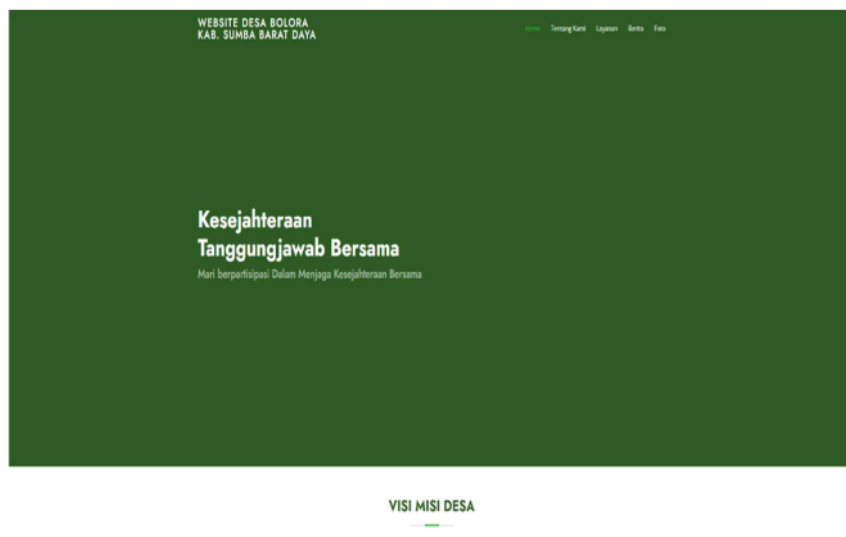 WEBSITE DESA BOLORA
KAB. SUMBA BARAT DAYA
Home Tentang Kami Layanan Berita Foto
Kesejahteraan
Tanggungjawab Bersama
Mari berpartisipasi Dalam Menjaga Kesejahteraan Bersama
VISI MISI DESA